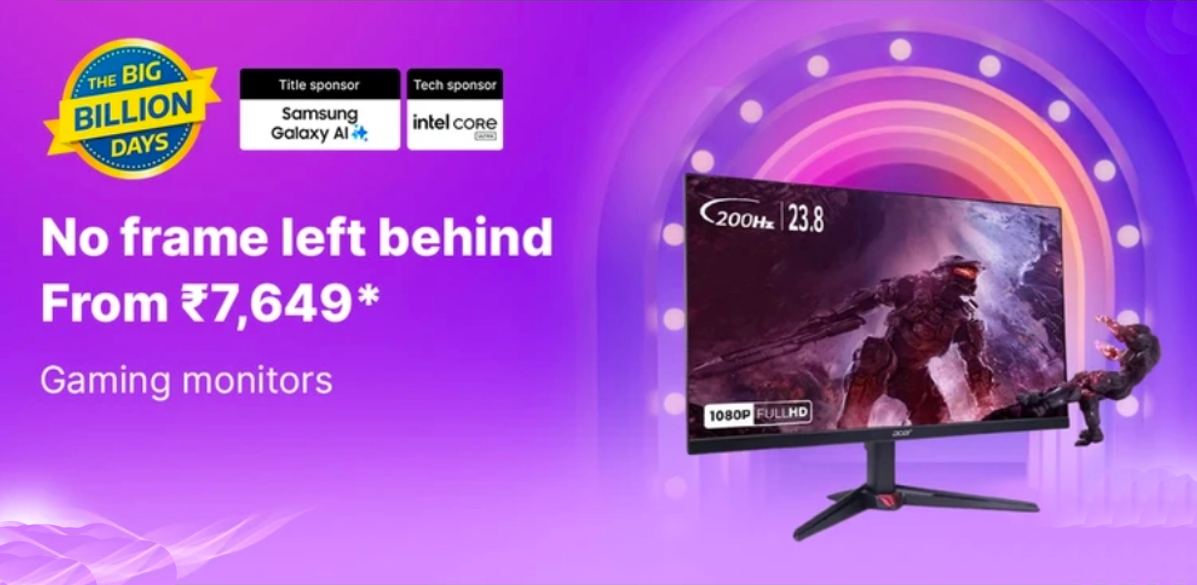 THE BIG
BILLION
DAYS
Title sponsor
Samsung
Galaxy AI
Tech sponsor
intel CORE
ULTRA
No frame left behind
From ₹7,649*
Gaming monitors
200Hz | 23.8
1080P FULLHD
acer